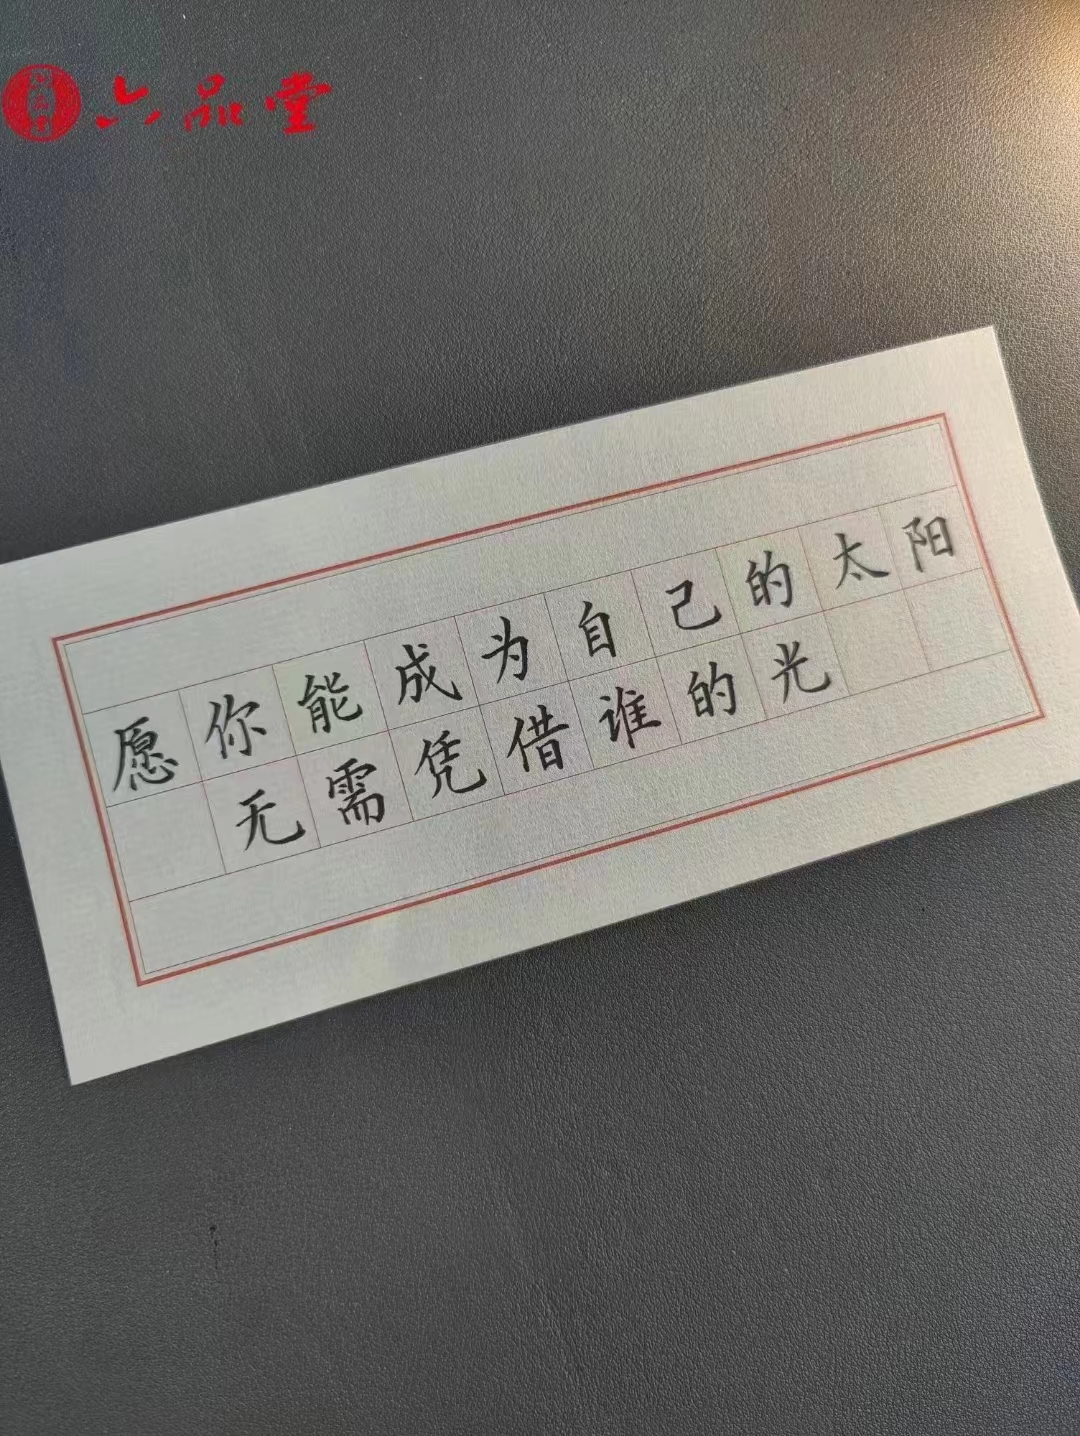 六品堂
愿你能成为自己的太阳
无需凭借谁的光